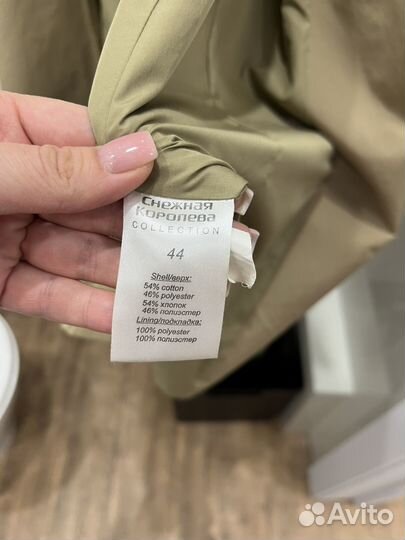 Снежная
Королева
COLLECTION
44
Shell/верх:
54% cotton
46% polyester
54% хлопок
46% полиэстер
Lining/подкладка:
100% polyester
100% полиэстер
Avito